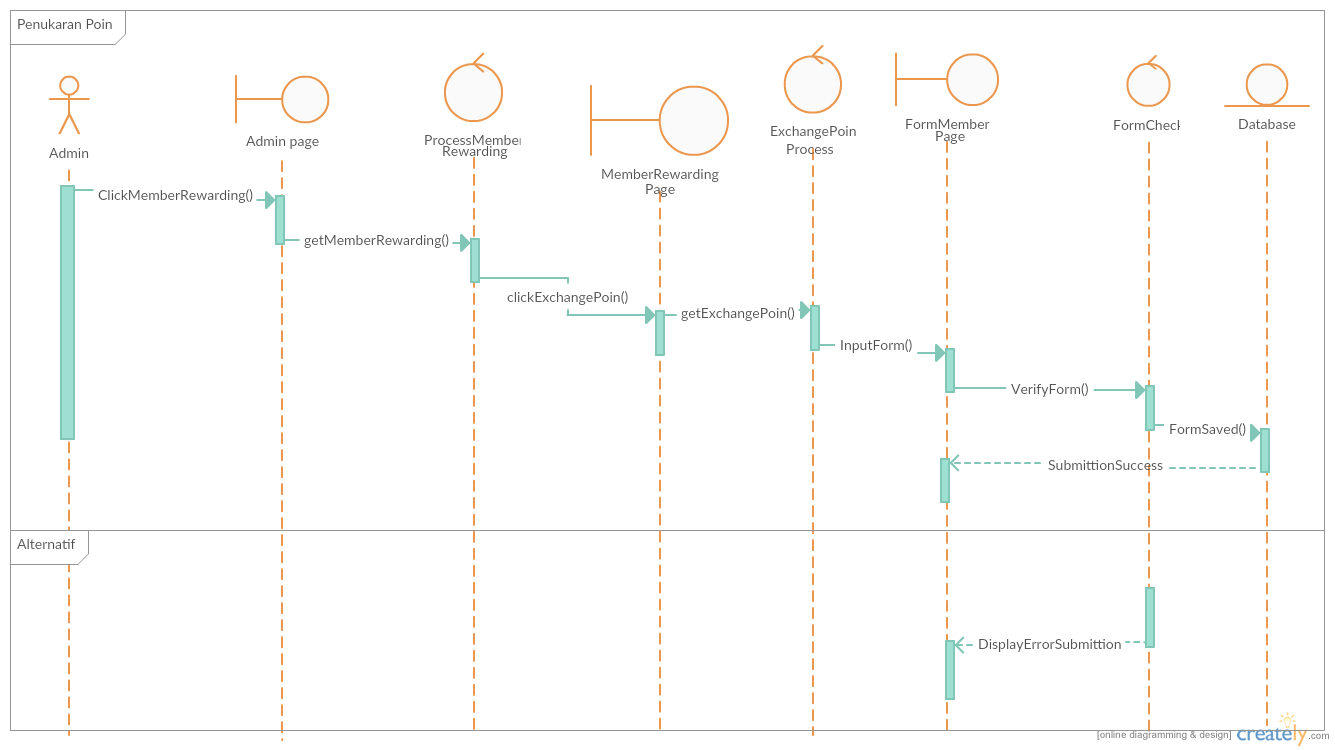 Penukaran Poin
Admin
Admin page
ProcessMember
Rewarding
MemberRewarding
Page
ExchangePoin
Process
FormMember
Page
FormCheck
Database
ClickMemberRewarding()
getMemberRewarding()
clickExchangePoin()
getExchangePoin()
InputForm()
VerifyForm()
FormSaved()
SubmittionSuccess
Alternatif
DisplayErrorSubmittion
[online diagramming & design] creately.com